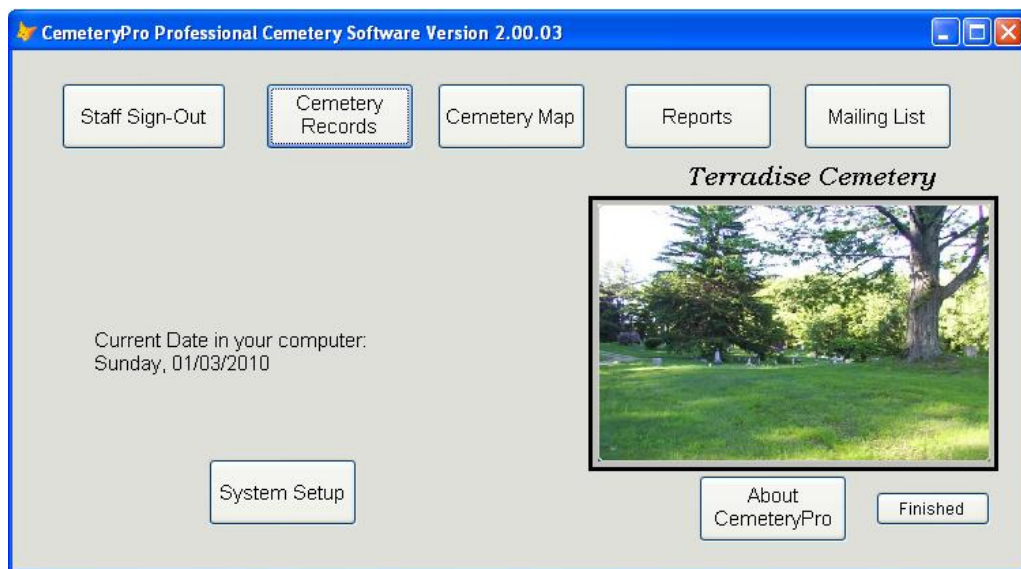 CemeteryPro Professional Cemetery Software Version 2.00.03
Staff Sign-Out
Cemetery
Records
Cemetery Map
Reports
Mailing List
Terradise Cemetery
Current Date in your computer:
Sunday, 01/03/2010
System Setup
About
CemeteryPro
Finished